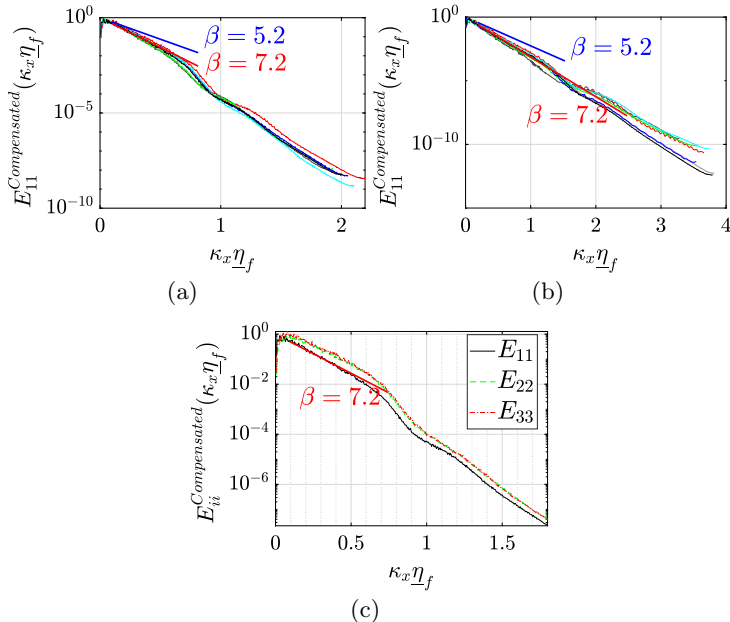 10^0
10^-5
10^-10
E_11^Compensated(κ_x η_f)
β = 5.2
β = 7.2
0 1 2
κ_x η_f
(a)
10^0
10^-10
E_11^Compensated(κ_x η_f)
β = 5.2
β = 7.2
0 1 2 3 4
κ_x η_f
(b)
10^0
10^-2
10^-4
10^-6
E_ii^Compensated(κ_x η_f)
β = 7.2
E_11
E_22
E_33
0 0.5 1 1.5
κ_x η_f
(c)